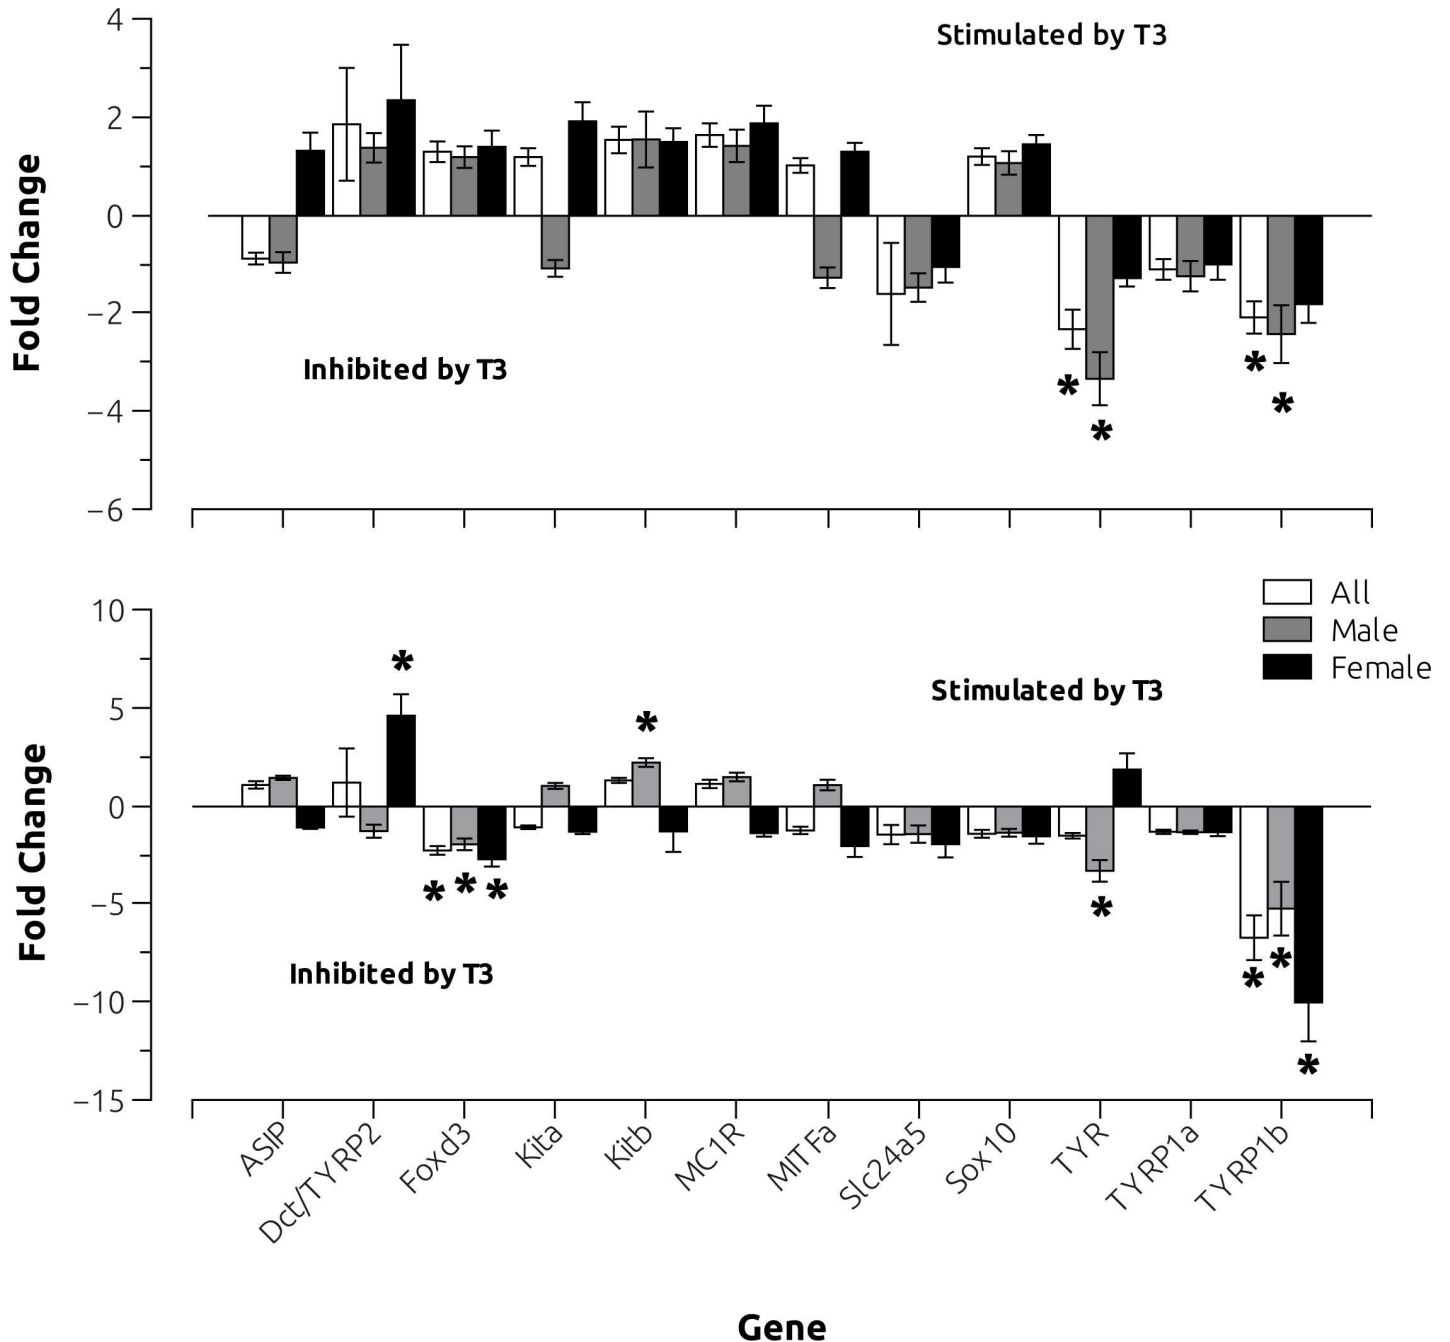 4
2
0
−2
−4
−6
Fold Change
Stimulated by T3
Inhibited by T3
*
*
*
*
All
Male
Female
10
5
0
−5
−10
−15
Fold Change
Stimulated by T3
Inhibited by T3
*
*
* * *
*
*
*
*
ASIP
Dct/TYRP2
Foxd3
Kita
Kitb
MC1R
MITFa
Slc24a5
Sox10
TYR
TYRP1a
TYRP1b
Gene